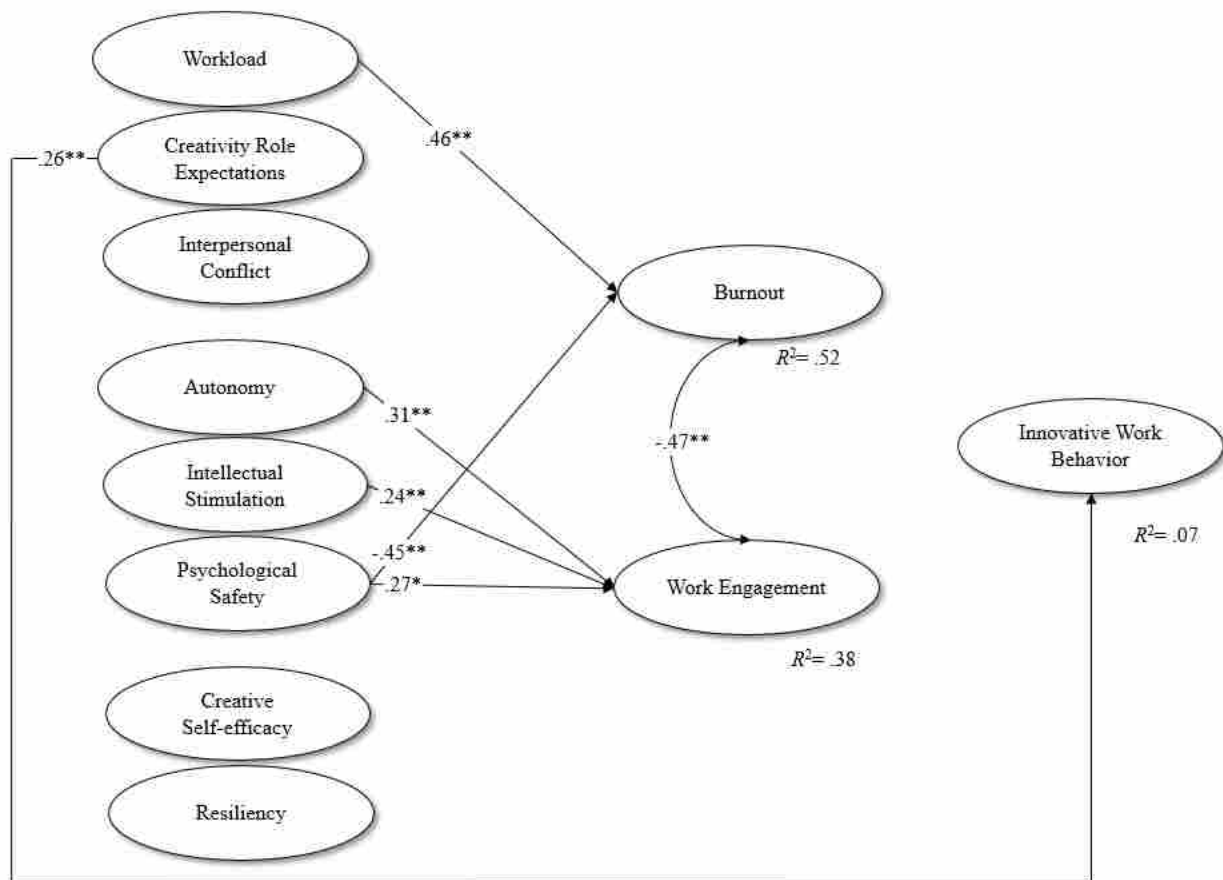 Workload
.46**
Creativity Role
Expectations
.26**
Interpersonal
Conflict
Burnout
R²= .52
Autonomy
.31**
Intellectual
Stimulation
.24**
-.47**
Innovative Work
Behavior
R²= .07
Psychological
Safety
-.45**
.27*
Work Engagement
R²= .38
Creative
Self-efficacy
Resiliency